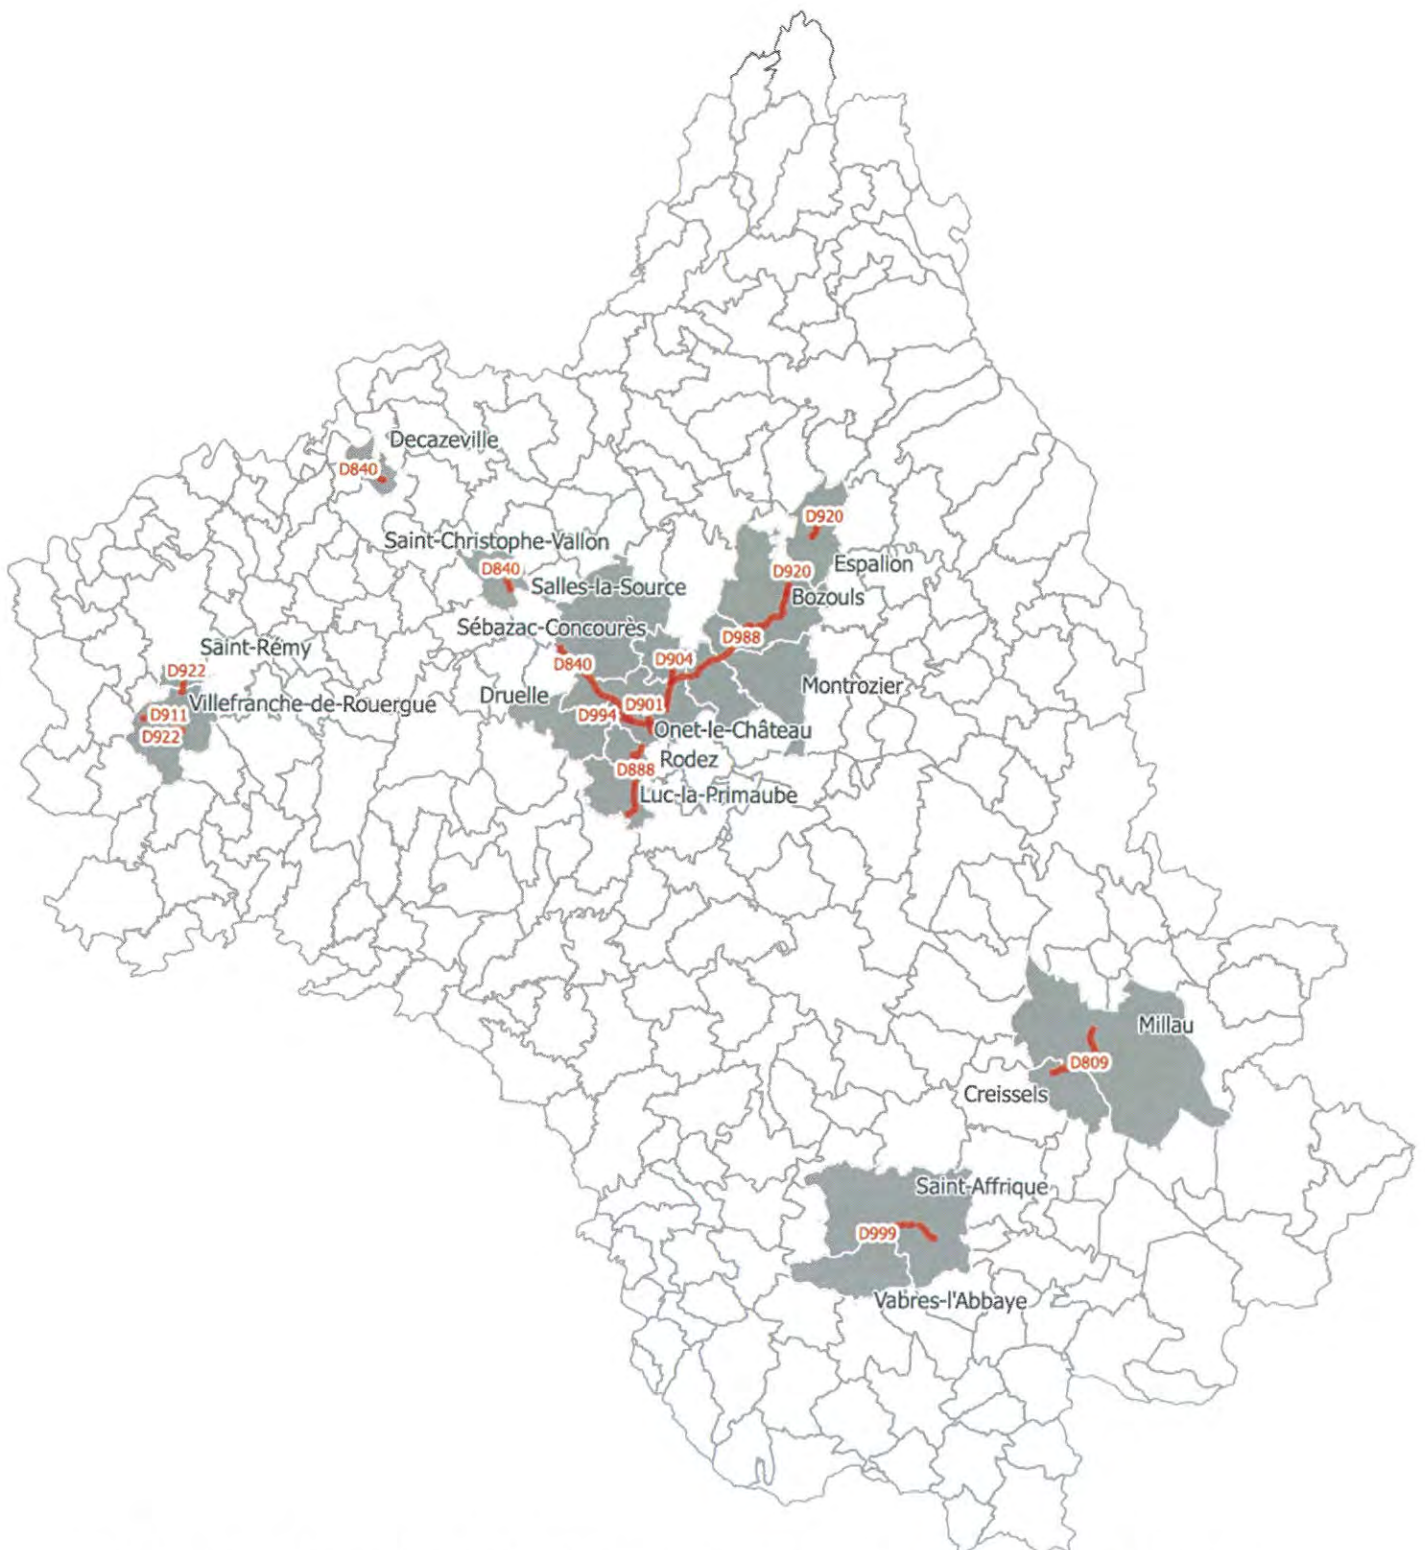 Decazeville
D840
D920
Saint-Christophe-Vallon
Espalion
D840
D920
Salles-la-Source
Bozouls
Sébazac-Concourès
D988
Saint-Rémy
D840
D904
D922
Montrozier
Druelle
Villefranche-de-Rouergue
D901
D911
D994
Onet-le-Château
D922
Rodez
D888
Luc-la-Primaube
Millau
D809
Creissels
Saint-Affrique
D999
Vabres-l'Abbaye